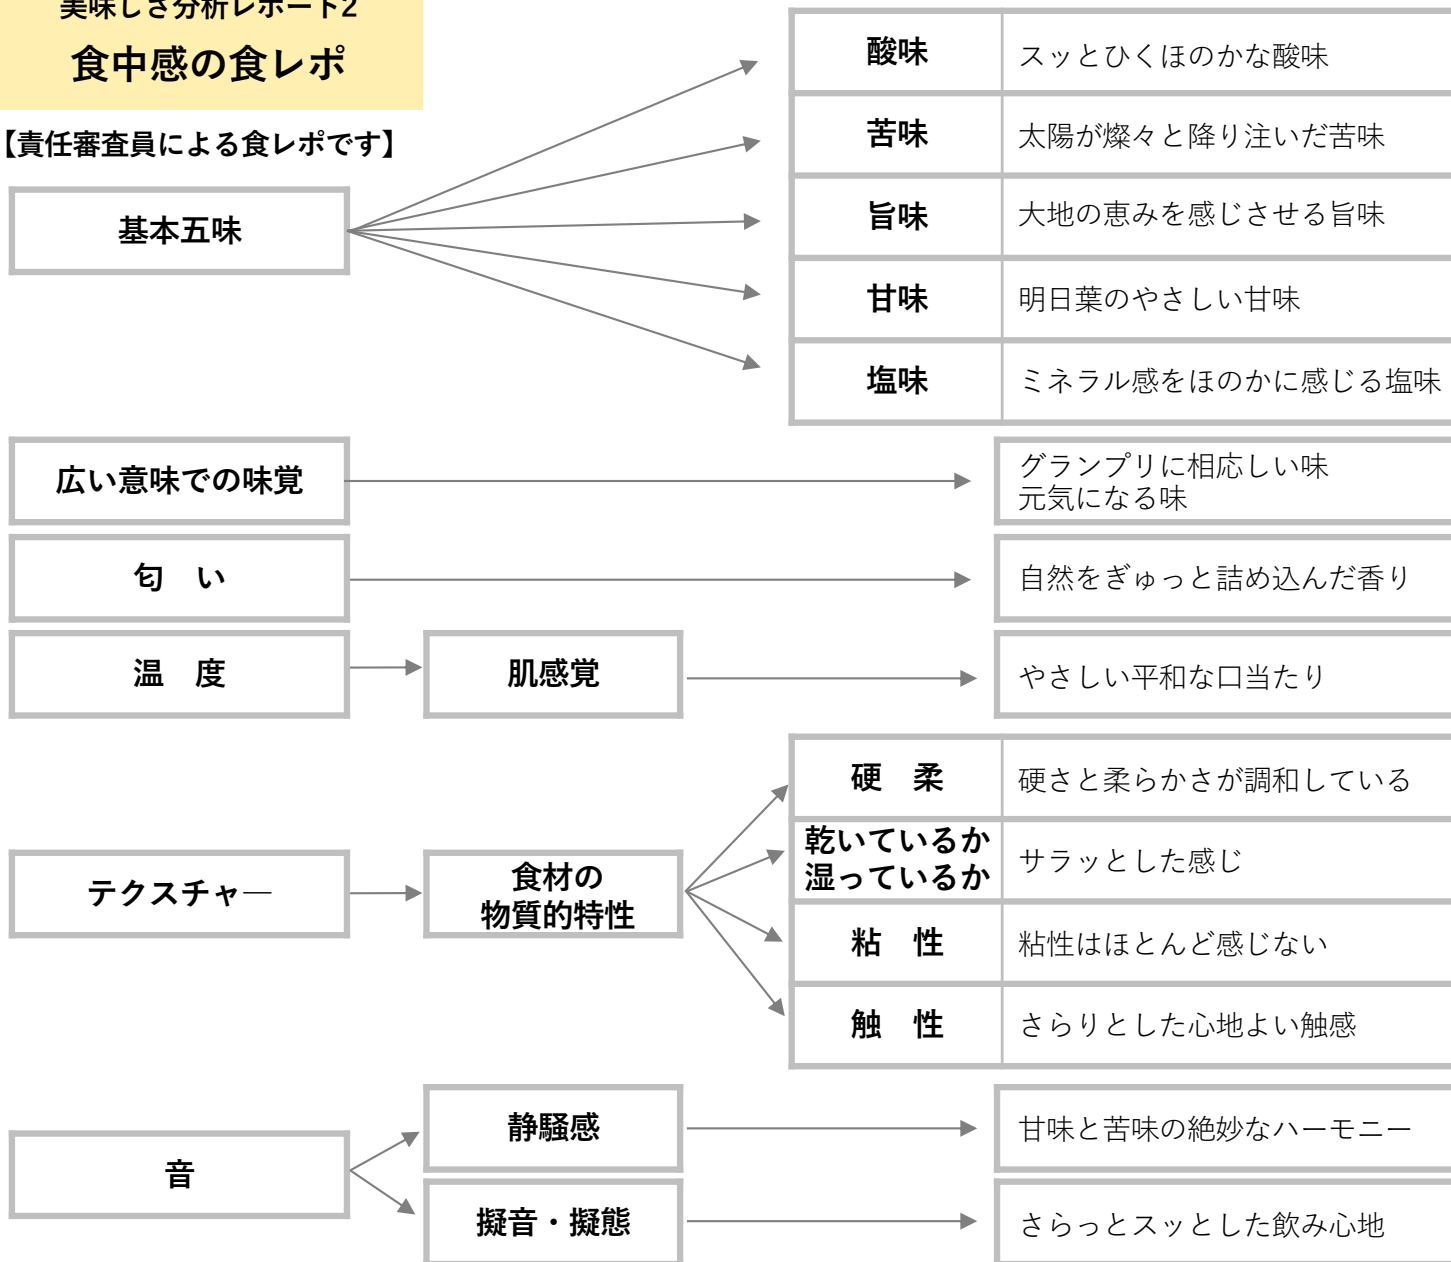 美味しさ分析レポート2
食中感の食レポ
【責任審査員による食レポです】
基本五味
酸味 スッとひくほのかな酸味
苦味 太陽が燦々と降り注いだ苦味
旨味 大地の恵みを感じさせる旨味
甘味 明日葉のやさしい甘味
塩味 ミネラル感をほのかに感じる塩味
広い意味での味覚
グランプリに相応しい味
元気になる味
匂　い
自然をぎゅっと詰め込んだ香り
温　度
肌感覚
やさしい平和な口当たり
テクスチャ―
食材の
物質的特性
硬　柔 硬さと柔らかさが調和している
乾いているか
湿っているか
サラッとした感じ
粘　性 粘性はほとんど感じない
触　性 さらりとした心地よい触感
音
静騒感
甘味と苦味の絶妙なハーモニー
擬音・擬態
さらっとスッとした飲み心地